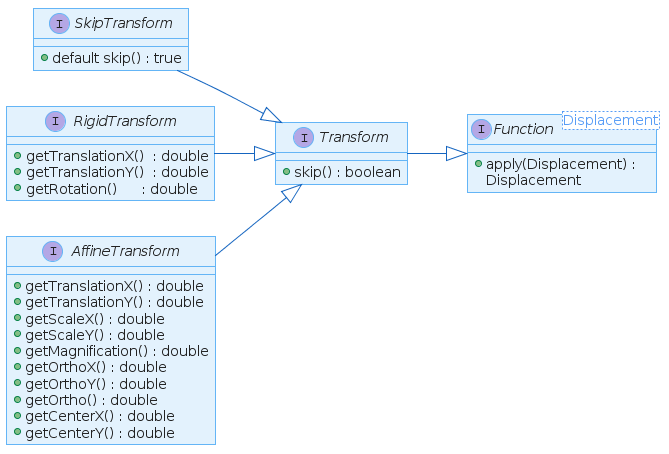 I SkipTransform
default skip() : true
I RigidTransform
getTranslationX() : double
getTranslationY() : double
getRotation() : double
I AffineTransform
getTranslationX() : double
getTranslationY() : double
getScaleX() : double
getScaleY() : double
getMagnification() : double
getOrthoX() : double
getOrthoY() : double
getOrtho() : double
getCenterX() : double
getCenterY() : double
I Transform
skip() : boolean
I Function
Displacement
apply(Displacement) :
Displacement